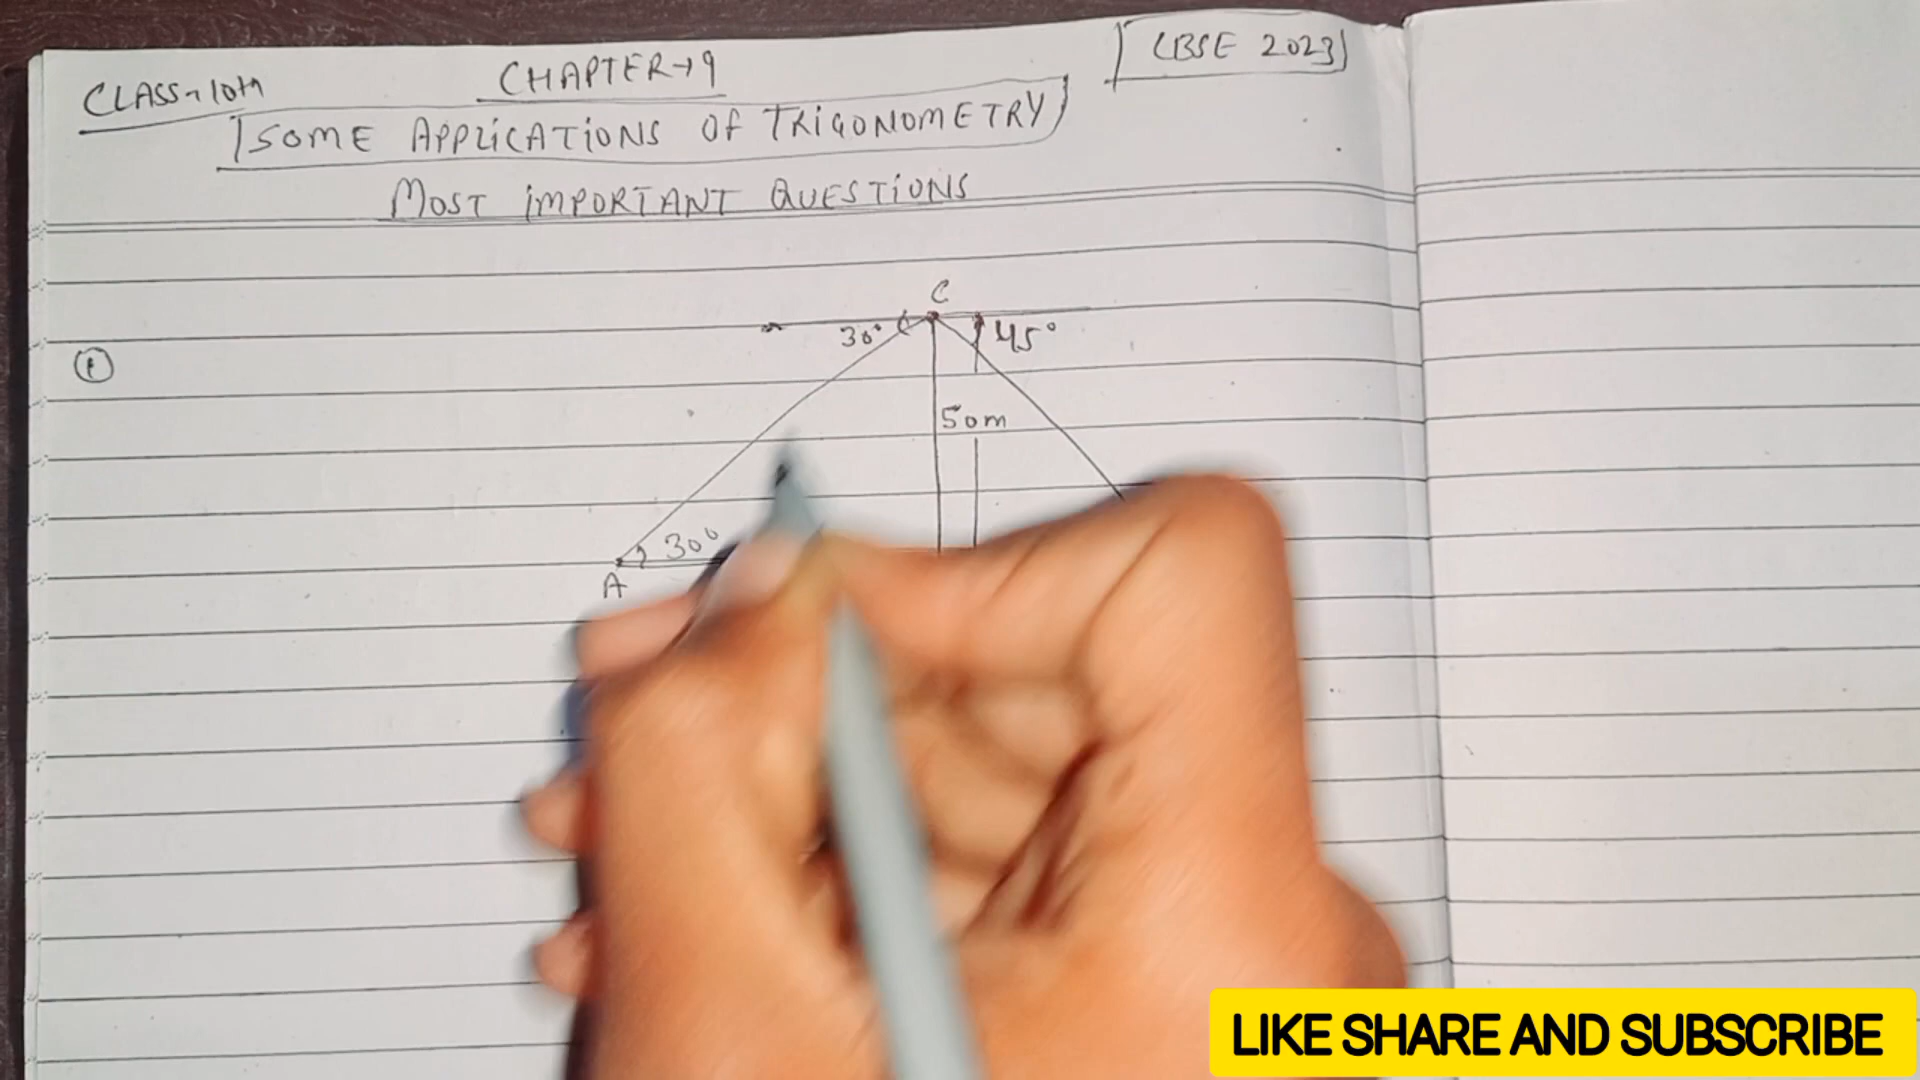 CLASS→10th
CHAPTER→9
CBSE 2023
SOME APPLICATIONS OF TRIGONOMETRY
MOST IMPORTANT QUESTIONS
C
30° 45°
1
50m
30°
A
LIKE SHARE AND SUBSCRIBE